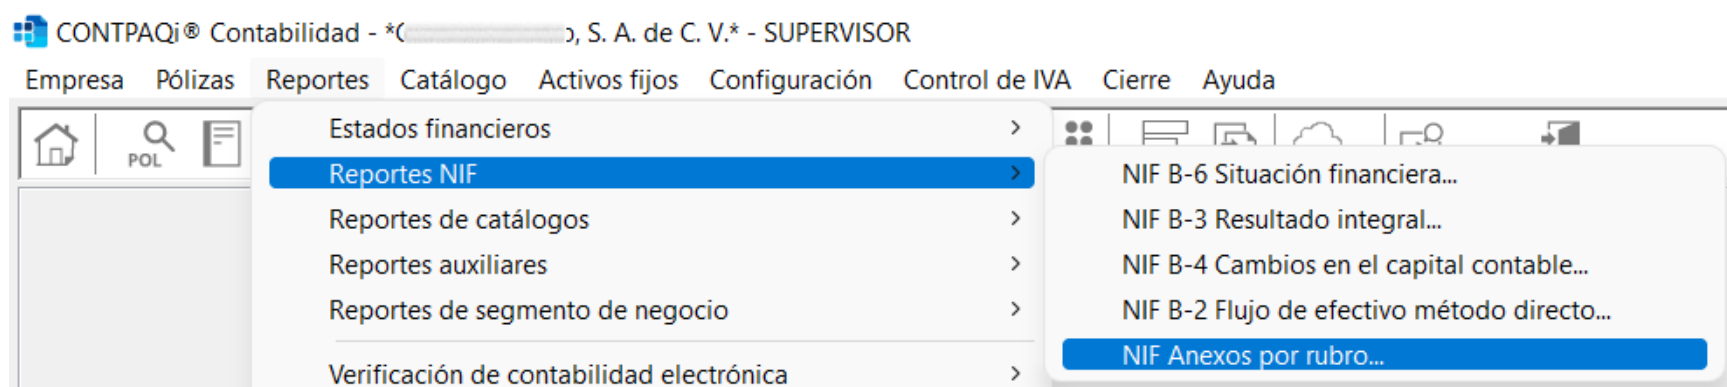 CONTPAQi® Contabilidad - * , S. A. de C. V.* - SUPERVISOR
Empresa Pólizas Reportes Catálogo Activos fijos Configuración Control de IVA Cierre Ayuda
POL
Estados financieros
Reportes NIF
Reportes de catálogos
Reportes auxiliares
Reportes de segmento de negocio
Verificación de contabilidad electrónica
NIF B-6 Situación financiera...
NIF B-3 Resultado integral...
NIF B-4 Cambios en el capital contable...
NIF B-2 Flujo de efectivo método directo...
NIF Anexos por rubro...